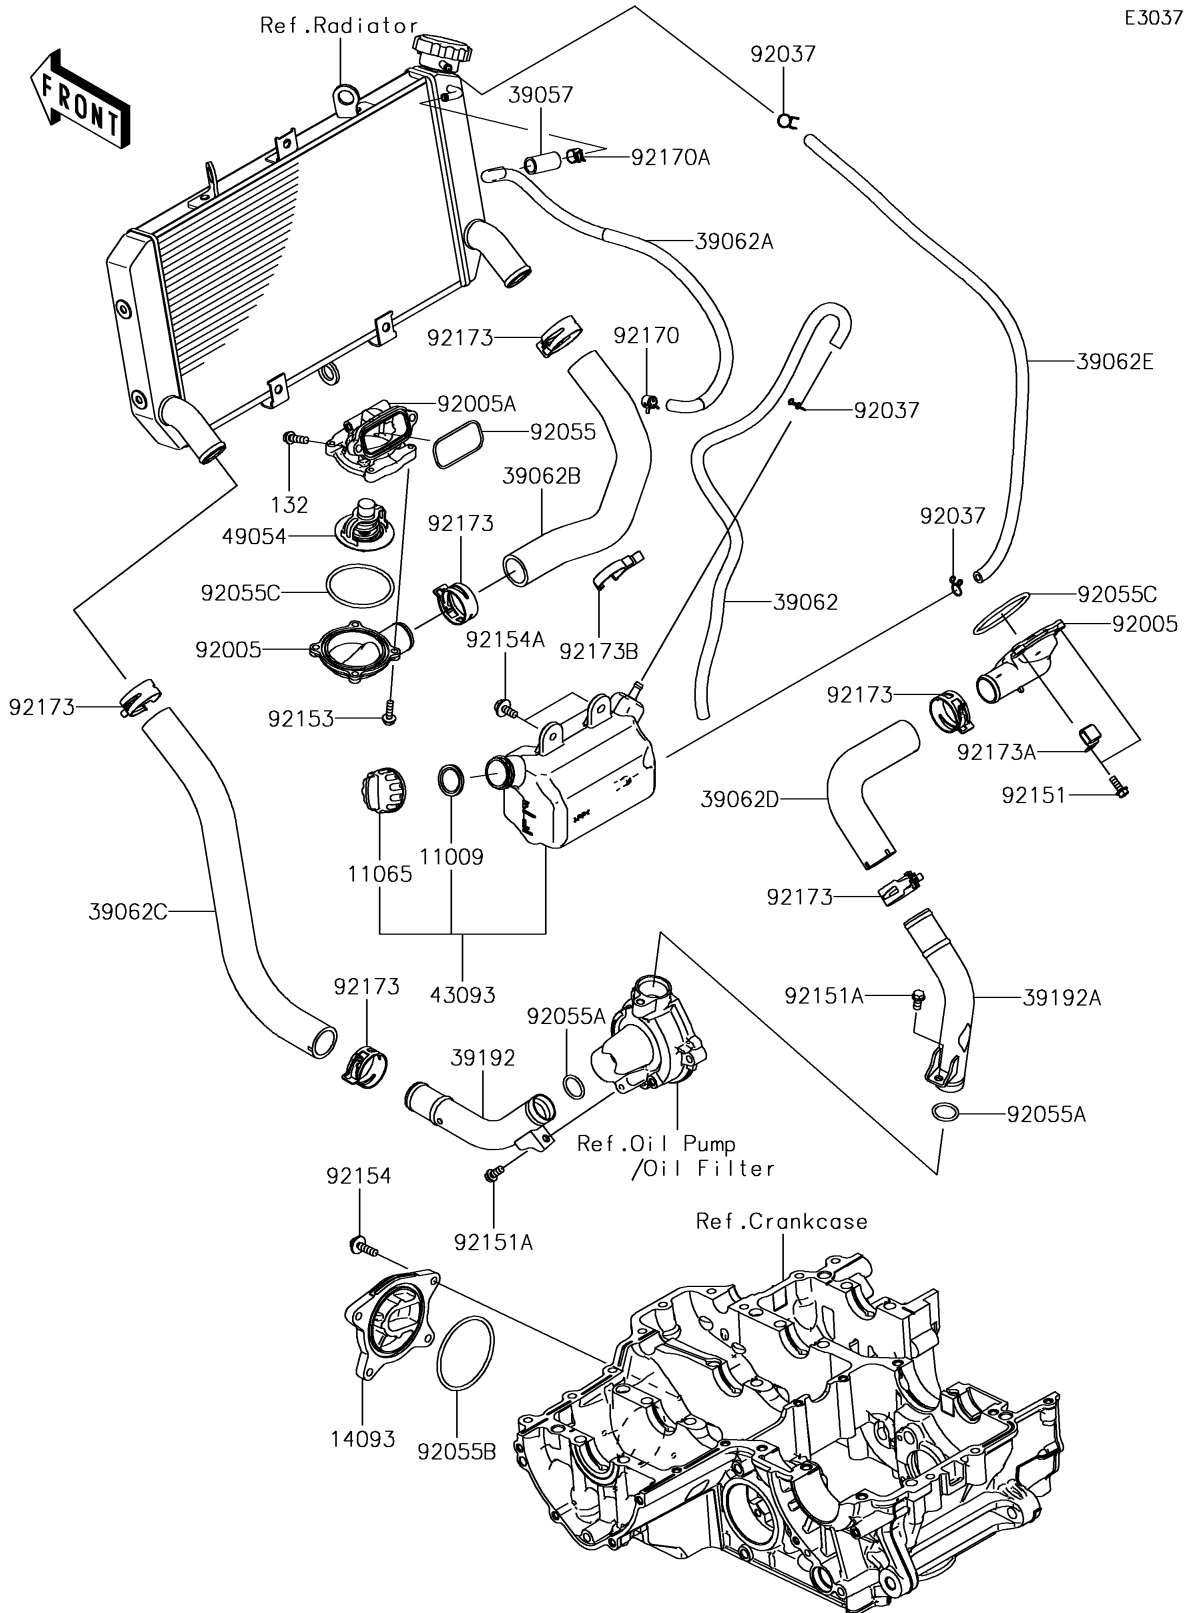 E3037
Ref.Radiator
FRONT
92037
39057
92170A
39062A
92173
92170
39062E
92037
92005A
92055
132
39062B
49054
92173
92037
92055C
39062
92055C
92005
92005
92154A
92173B
92173
92173
92153
92173A
92151
39062D
11065
11009
92173
39062C
43093
92173
92151A
39192A
92055A
39192
92055A
Ref.Oil Pump
/Oil Filter
92154
92151A
Ref.Crankcase
14093
92055B